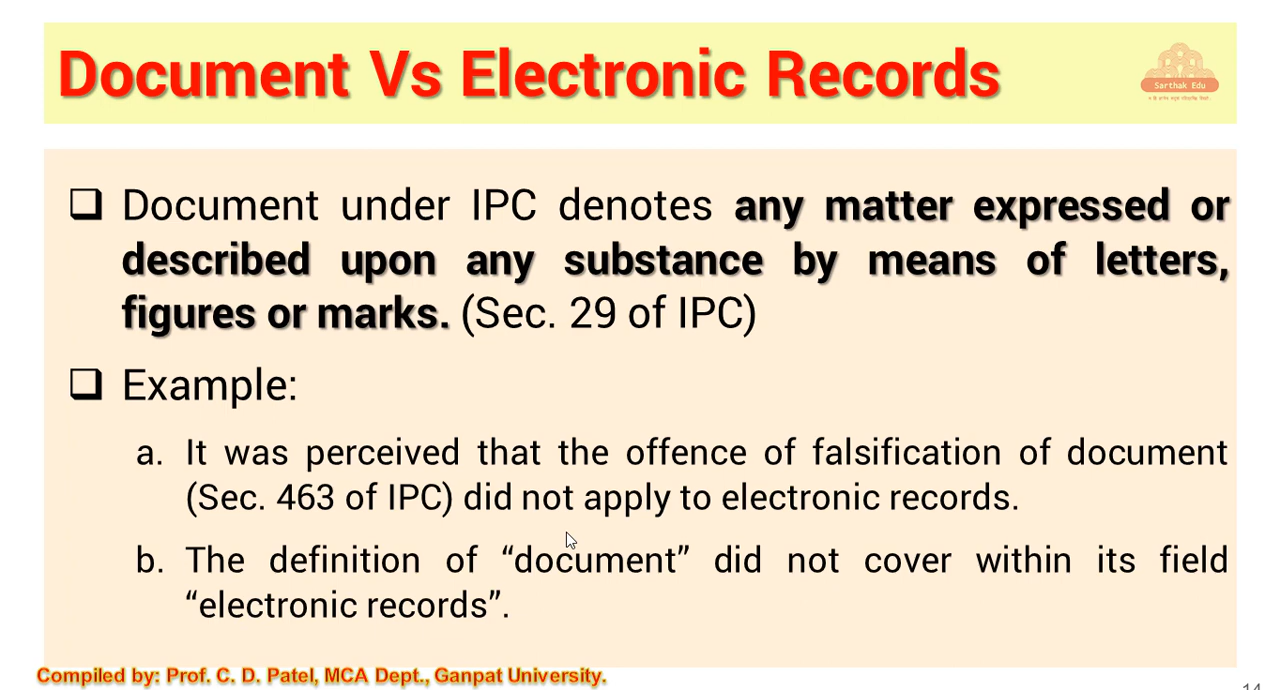 Document Vs Electronic Records
Sarthak Edu
❑ Document under IPC denotes any matter expressed or
described upon any substance by means of letters,
figures or marks. (Sec. 29 of IPC)
❑ Example:
a. It was perceived that the offence of falsification of document
(Sec. 463 of IPC) did not apply to electronic records.
b. The definition of “document” did not cover within its field
“electronic records”.
Compiled by: Prof. C. D. Patel, MCA Dept., Ganpat University.
14